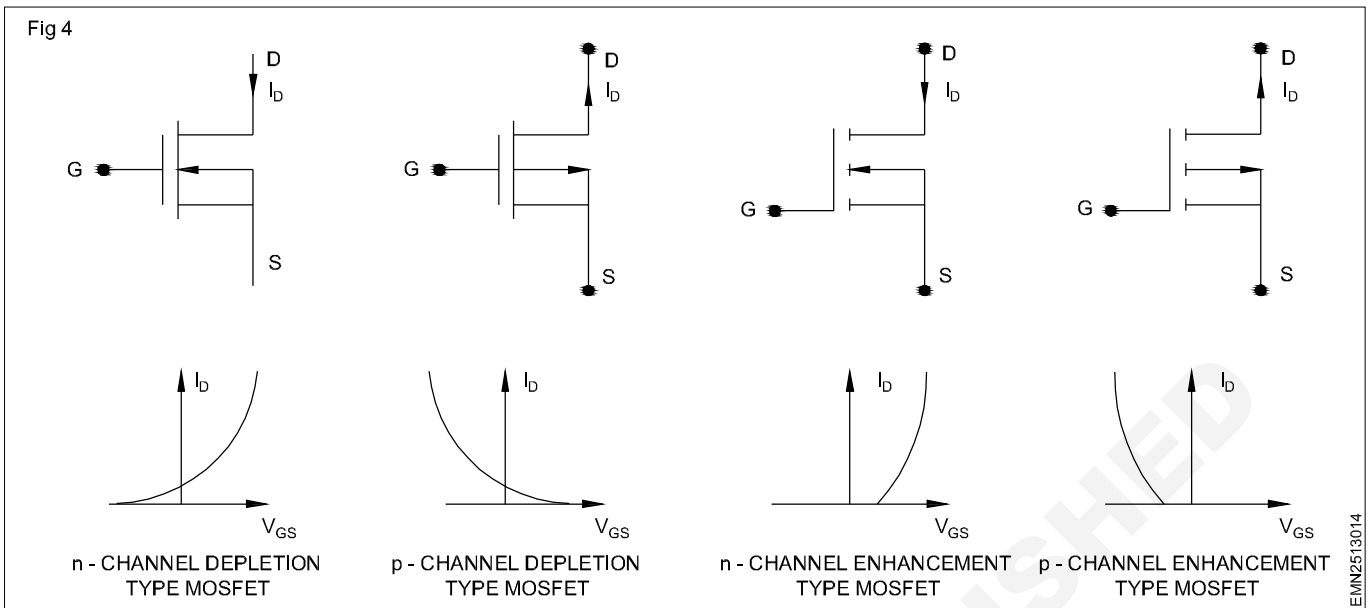 Fig 4
D
I_D
G
S
D
I_D
G
S
D
I_D
G
S
D
I_D
G
S
I_D
V_GS
I_D
V_GS
I_D
V_GS
I_D
V_GS
n - CHANNEL DEPLETION
TYPE MOSFET
p - CHANNEL DEPLETION
TYPE MOSFET
n - CHANNEL ENHANCEMENT
TYPE MOSFET
p - CHANNEL ENHANCEMENT
TYPE MOSFET
EMN2513014
SHED